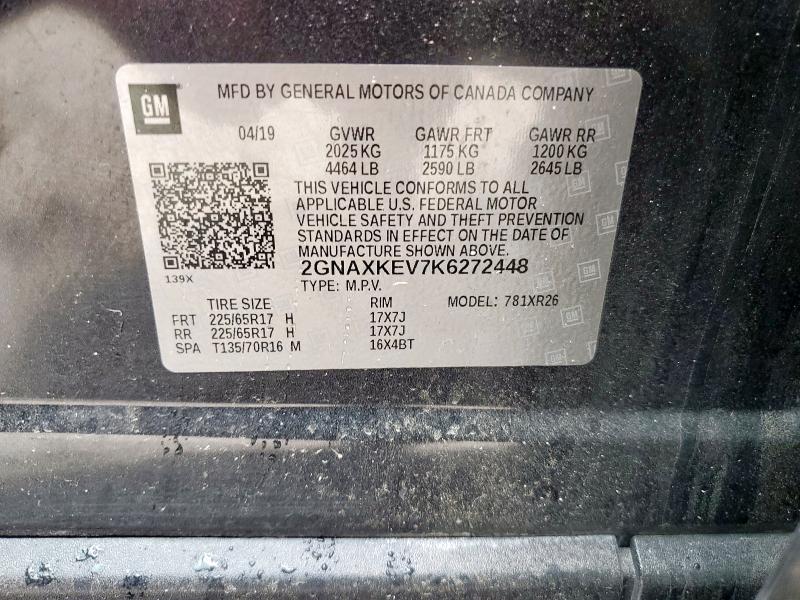 GM
MFD BY GENERAL MOTORS OF CANADA COMPANY
04/19 GVWR GAWR FRT GAWR RR
2025 KG 1175 KG 1200 KG
4464 LB 2590 LB 2645 LB
THIS VEHICLE CONFORMS TO ALL
APPLICABLE U.S. FEDERAL MOTOR
VEHICLE SAFETY AND THEFT PREVENTION
STANDARDS IN EFFECT ON THE DATE OF
MANUFACTURE SHOWN ABOVE.
139X
2GNAXKEV7K6272448
TYPE: M.P.V.
TIRE SIZE RIM MODEL: 781XR26
FRT 225/65R17 H 17X7J
RR 225/65R17 H 17X7J
SPA T135/70R16 M 16X4BT